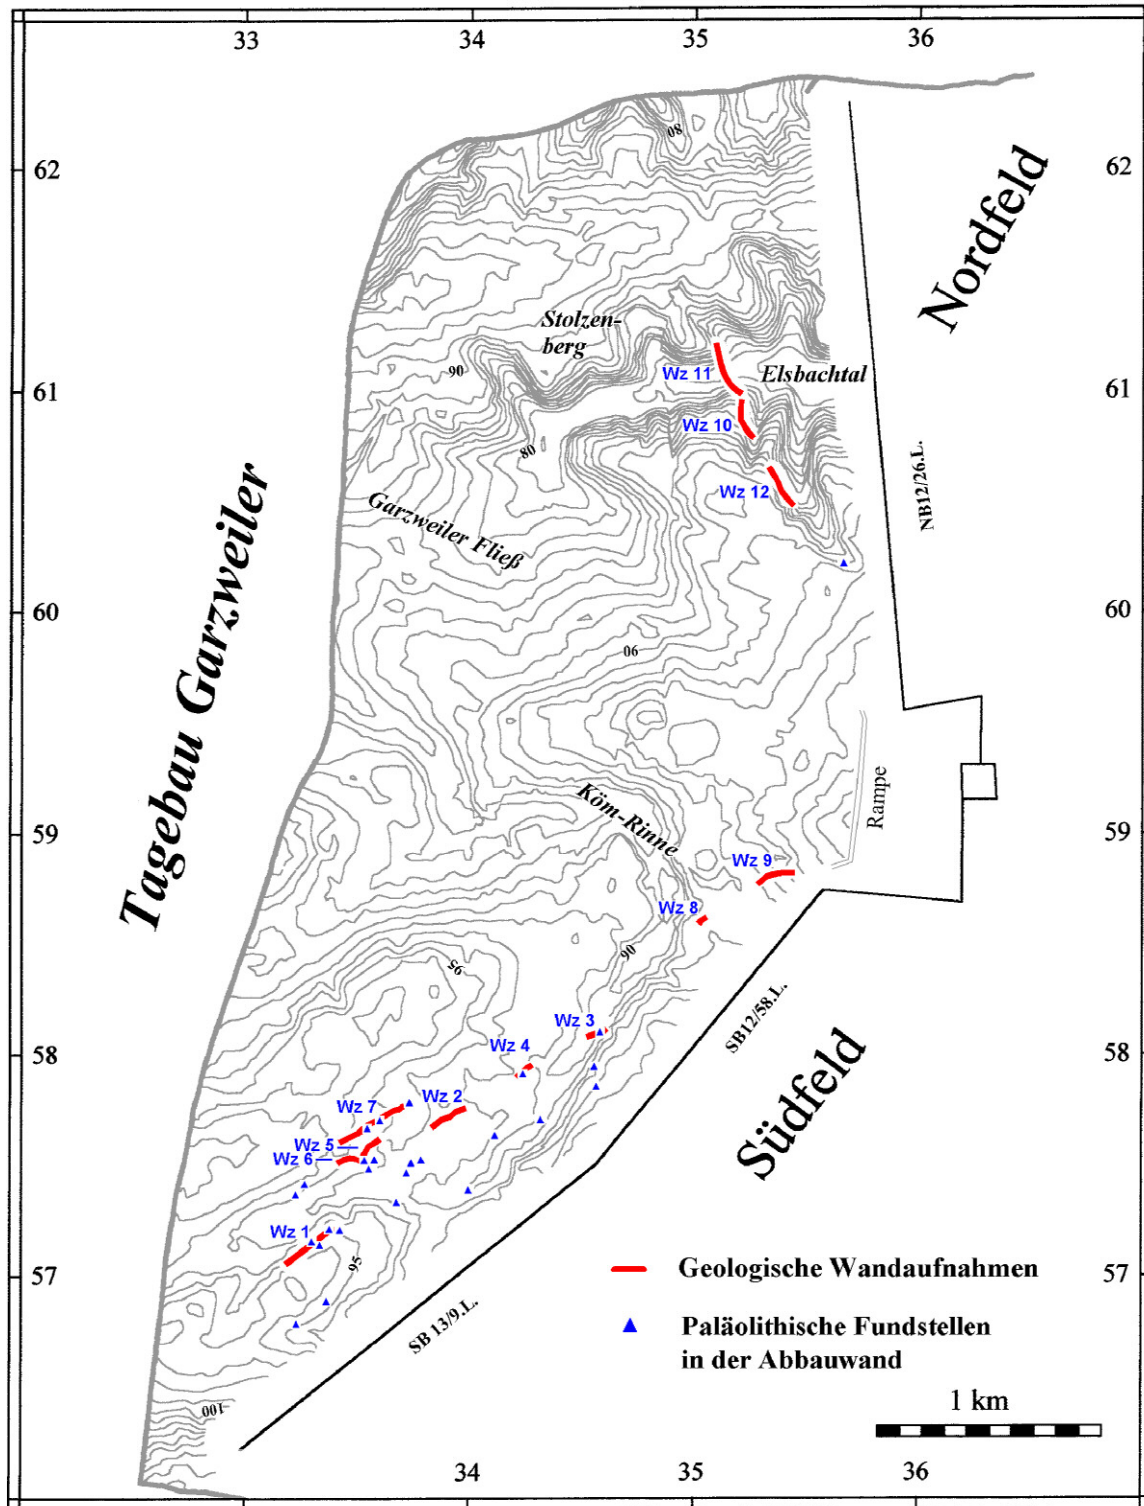 33 34 35 36
80
62 62
Nordfeld
Stolzen-
berg
Wz 11
Elsbachtal
90
61 61
Wz 10
80
Wz 12
NB12/26.L.
Garzweiler Fließ
Tagebau Garzweiler
60 60
90
Rampe
Köm-Rinne
59 59
Wz 9
Wz 8
90
95
SB12/58.L.
Wz 3
Wz 4
58 58
Südfeld
Wz 2
Wz 7
Wz 5
Wz 6
Wz 1
95
57 57
Geologische Wandaufnahmen
SB 13/9.L.
Paläolithische Fundstellen
in der Abbauwand
100
1 km
34 35 36